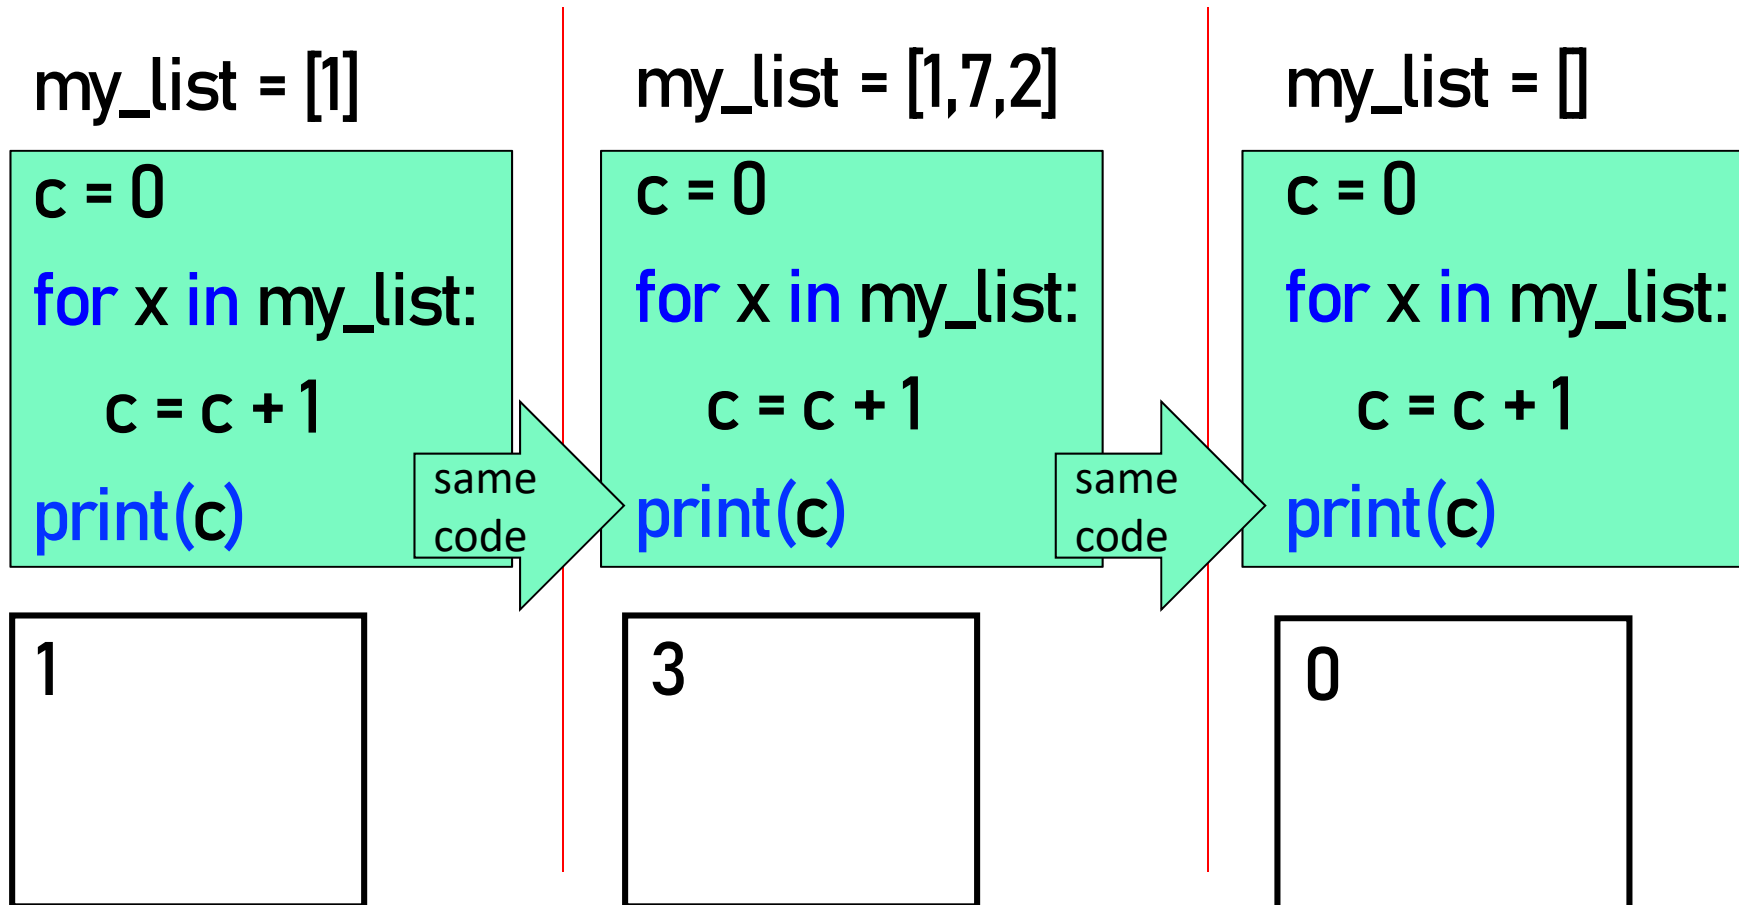 my_list = [1]
c = 0
for x in my_list:
c = c + 1
print(c)
1
same
code
my_list = [1,7,2]
c = 0
for x in my_list:
c = c + 1
print(c)
3
same
code
my_list = []
c = 0
for x in my_list:
c = c + 1
print(c)
0